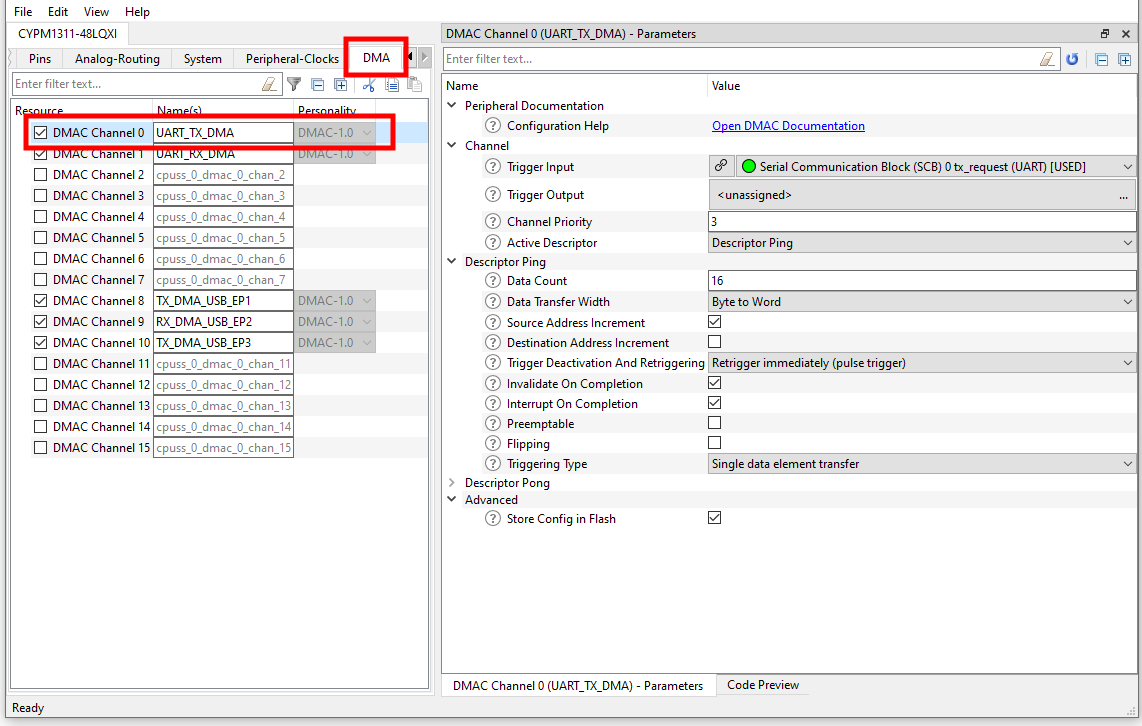 File Edit View Help
CYPM1311-48LQXI
Pins Analog-Routing System Peripheral-Clocks DMA
Enter filter text...
Resource Name(s) Personality
DMAC Channel 0 UART_TX_DMA DMAC-1.0
DMAC Channel 1 UART_RX_DMA DMAC-1.0
DMAC Channel 2 cpuss_0_dmac_0_chan_2
DMAC Channel 3 cpuss_0_dmac_0_chan_3
DMAC Channel 4 cpuss_0_dmac_0_chan_4
DMAC Channel 5 cpuss_0_dmac_0_chan_5
DMAC Channel 6 cpuss_0_dmac_0_chan_6
DMAC Channel 7 cpuss_0_dmac_0_chan_7
DMAC Channel 8 TX_DMA_USB_EP1 DMAC-1.0
DMAC Channel 9 RX_DMA_USB_EP2 DMAC-1.0
DMAC Channel 10 TX_DMA_USB_EP3 DMAC-1.0
DMAC Channel 11 cpuss_0_dmac_0_chan_11
DMAC Channel 12 cpuss_0_dmac_0_chan_12
DMAC Channel 13 cpuss_0_dmac_0_chan_13
DMAC Channel 14 cpuss_0_dmac_0_chan_14
DMAC Channel 15 cpuss_0_dmac_0_chan_15
DMAC Channel 0 (UART_TX_DMA) - Parameters
Enter filter text...
Name Value
Peripheral Documentation
? Configuration Help Open DMAC Documentation
Channel
? Trigger Input Serial Communication Block (SCB) 0 tx_request (UART) [USED]
? Trigger Output <unassigned> ...
? Channel Priority 3
? Active Descriptor Descriptor Ping
Descriptor Ping
? Data Count 16
? Data Transfer Width Byte to Word
? Source Address Increment
? Destination Address Increment
? Trigger Deactivation And Retriggering Retrigger immediately (pulse trigger)
? Invalidate On Completion
? Interrupt On Completion
? Preemptable
? Flipping
? Triggering Type Single data element transfer
Descriptor Pong
Advanced
? Store Config in Flash
DMAC Channel 0 (UART_TX_DMA) - Parameters Code Preview
Ready